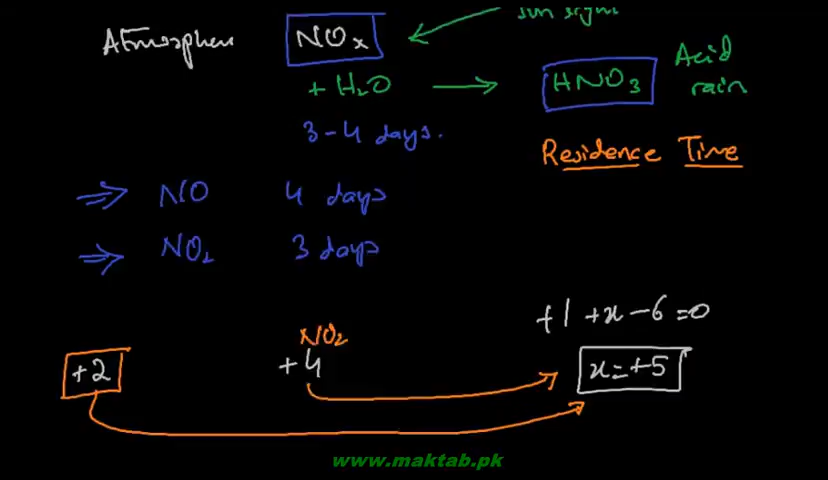 Atmosphere NOx
+ H₂O → HNO₃ Acid rain
3-4 days.
Residence Time
⇒ NO 4 days
⇒ NO₂ 3 days
+1 +x -6 =0
NO₂
+2 +4 x=+5
www.maktab.pk